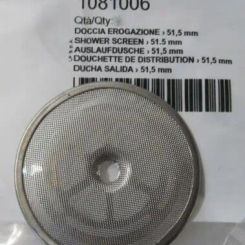 1081006
Qtà/Qty:
DOCCIA EROGAZIONE › 51,5 mm
SHOWER SCREEN › 51.5 mm
AUSLAUFDUSCHE › 51,5 mm
DOUCHETTE DE DISTRIBUTION › 51,5 mm
DUCHA SALIDA › 51,5 mm